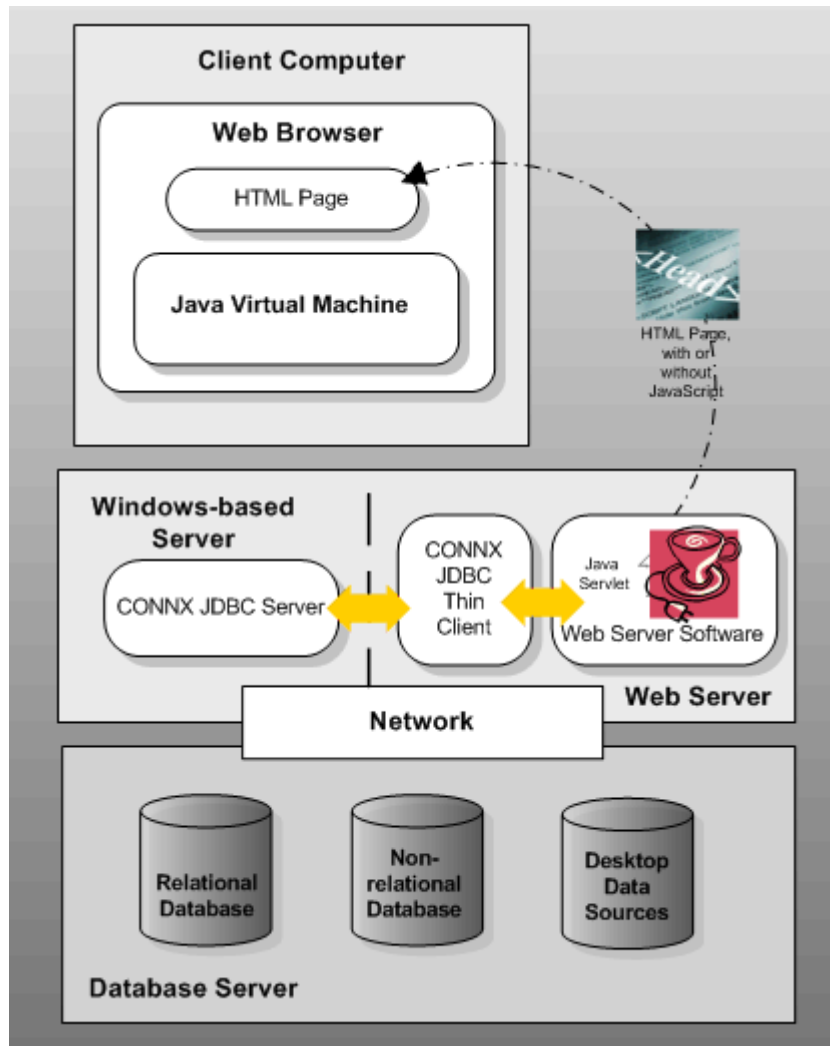 Client Computer
Web Browser
HTML Page
Java Virtual Machine
<Head>
HTML Page,
with or
without
JavaScript
Windows-based
Server
CONNX JDBC Server
CONNX
JDBC
Thin
Client
Java
Servlet
Web Server Software
Web Server
Network
Relational
Database
Non-
relational
Database
Desktop
Data
Sources
Database Server